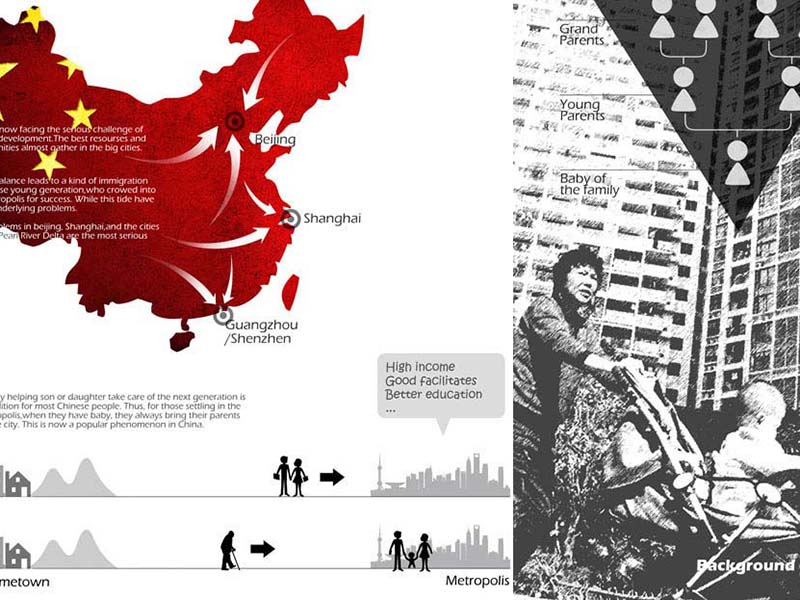 now facing the serious challenge of
development.The best resourses and
nities almost gather in the big cities.
alance leads to a kind of immigration
se young generation,who crowed into
ropolis for success. While this tide have
nderlying problems.
lems in beijing, Shanghai,and the cities
Pearl River Delta are the most serious
Beijing
Shanghai
Guangzhou
/Shenzhen
y helping son or daughter take care of the next generation is
dition for most Chinese people. Thus, for those settling in the
opolis,when they have baby, they always bring their parents
e city. This is now a popular phenomenon in China.
High income
Good facilitates
Better education
...
metown
Metropolis
Grand
Parents
Young
Parents
Baby of
the family
Background